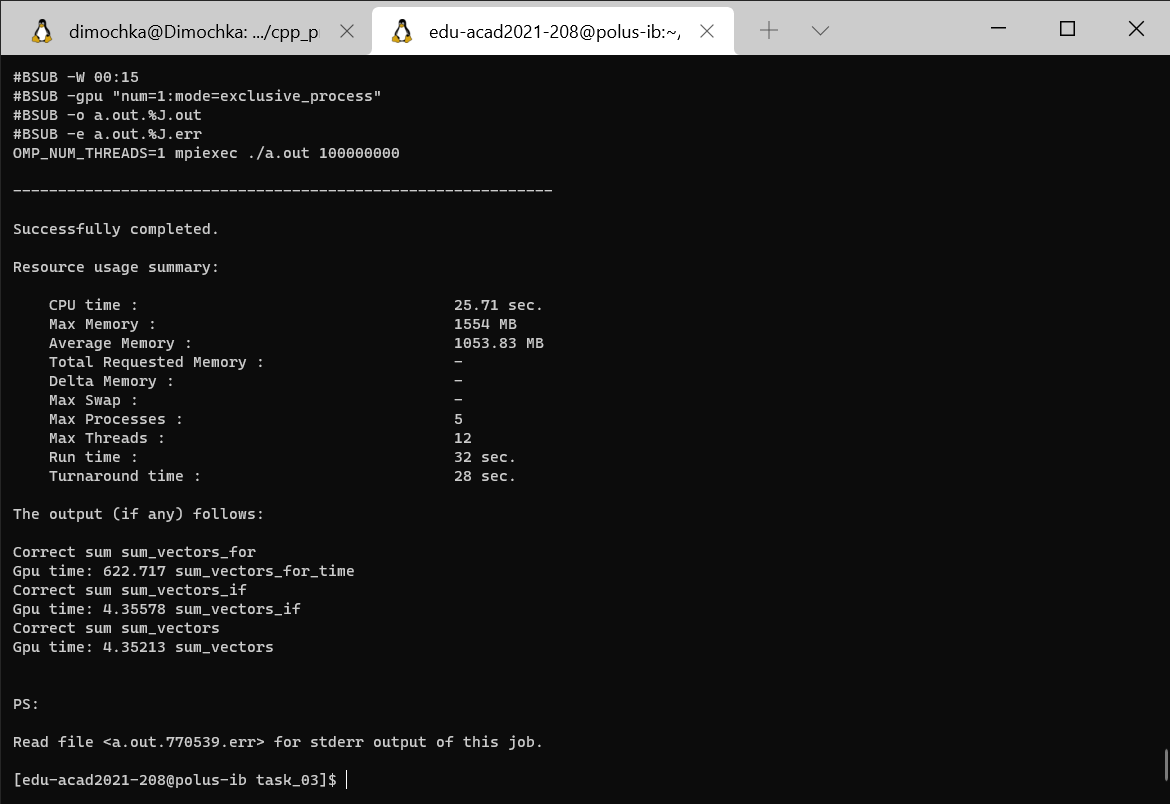 dimochka@Dimochka: .../cpp_p
edu-acad2021-208@polus-ib:~/
#BSUB -W 00:15
#BSUB -gpu "num=1:mode=exclusive_process"
#BSUB -o a.out.%J.out
#BSUB -e a.out.%J.err
OMP_NUM_THREADS=1 mpiexec ./a.out 100000000
------------------------------------------------------------
Successfully completed.
Resource usage summary:
CPU time : 25.71 sec.
Max Memory : 1554 MB
Average Memory : 1053.83 MB
Total Requested Memory : -
Delta Memory : -
Max Swap : -
Max Processes : 5
Max Threads : 12
Run time : 32 sec.
Turnaround time : 28 sec.
The output (if any) follows:
Correct sum sum_vectors_for
Gpu time: 622.717 sum_vectors_for_time
Correct sum sum_vectors_if
Gpu time: 4.35578 sum_vectors_if
Correct sum sum_vectors
Gpu time: 4.35213 sum_vectors
PS:
Read file <a.out.770539.err> for stderr output of this job.
[edu-acad2021-208@polus-ib task_03]$